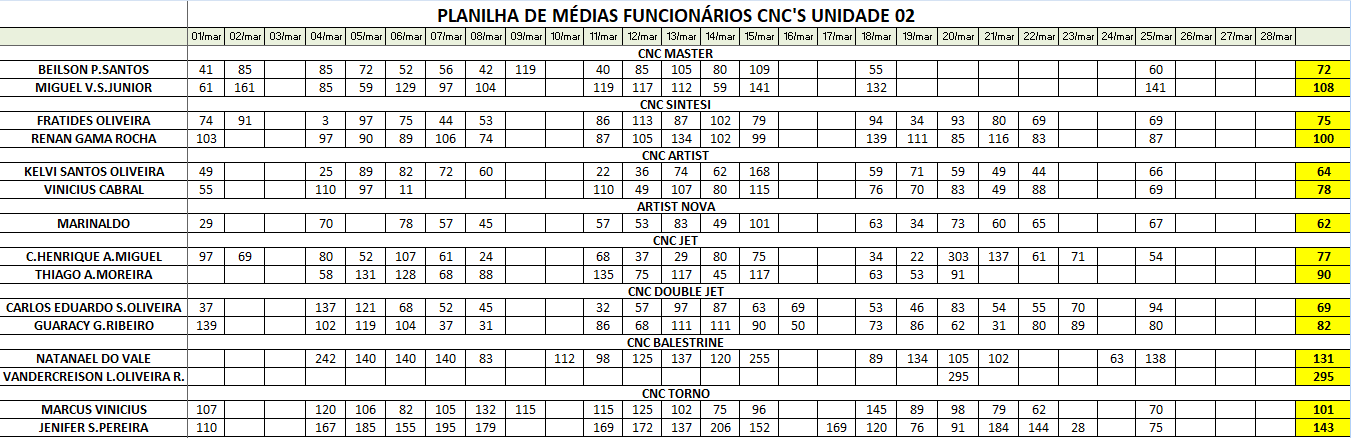 PLANILHA DE MÉDIAS FUNCIONÁRIOS CNC'S UNIDADE 02
01/mar 02/mar 03/mar 04/mar 05/mar 06/mar 07/mar 08/mar 09/mar 10/mar 11/mar 12/mar 13/mar 14/mar 15/mar 16/mar 17/mar 18/mar 19/mar 20/mar 21/mar 22/mar 23/mar 24/mar 25/mar 26/mar 27/mar 28/mar
CNC MASTER
BEILSON P.SANTOS 41 85 85 72 52 56 42 119 40 85 105 80 109 55 60 72
MIGUEL V.S.JUNIOR 61 161 85 59 129 97 104 119 117 112 59 141 132 141 108
CNC SINTESI
FRATIDES OLIVEIRA 74 91 3 97 75 44 53 86 113 87 102 79 94 34 93 80 69 69 75
RENAN GAMA ROCHA 103 97 90 89 106 74 87 105 134 102 99 139 111 85 116 83 87 100
CNC ARTIST
KELVI SANTOS OLIVEIRA 49 25 89 82 72 60 22 36 74 62 168 59 71 59 49 44 66 64
VINICIUS CABRAL 55 110 97 11 110 49 107 80 115 76 70 83 49 88 69 78
ARTIST NOVA
MARINALDO 29 70 78 57 45 57 53 83 49 101 63 34 73 60 65 67 62
CNC JET
C.HENRIQUE A.MIGUEL 97 69 80 52 107 61 24 68 37 29 80 75 34 22 303 137 61 71 54 77
THIAGO A.MOREIRA 58 131 128 68 88 135 75 117 45 117 63 53 91 90
CNC DOUBLE JET
CARLOS EDUARDO S.OLIVEIRA 37 137 121 68 52 45 32 57 97 87 63 69 53 46 83 54 55 70 94 69
GUARACY G.RIBEIRO 139 102 119 104 37 31 86 68 111 111 90 50 73 86 62 31 80 89 80 82
CNC BALESTRINE
NATANAEL DO VALE 242 140 140 140 83 112 98 125 137 120 255 89 134 105 102 63 138 131
VANDERCREISON L.OLIVEIRA R. 295 295
CNC TORNO
MARCUS VINICIUS 107 120 106 82 105 132 115 115 125 102 75 96 145 89 98 79 62 70 101
JENIFER S.PEREIRA 110 167 185 155 195 179 169 172 137 206 152 169 120 76 91 184 144 28 75 143